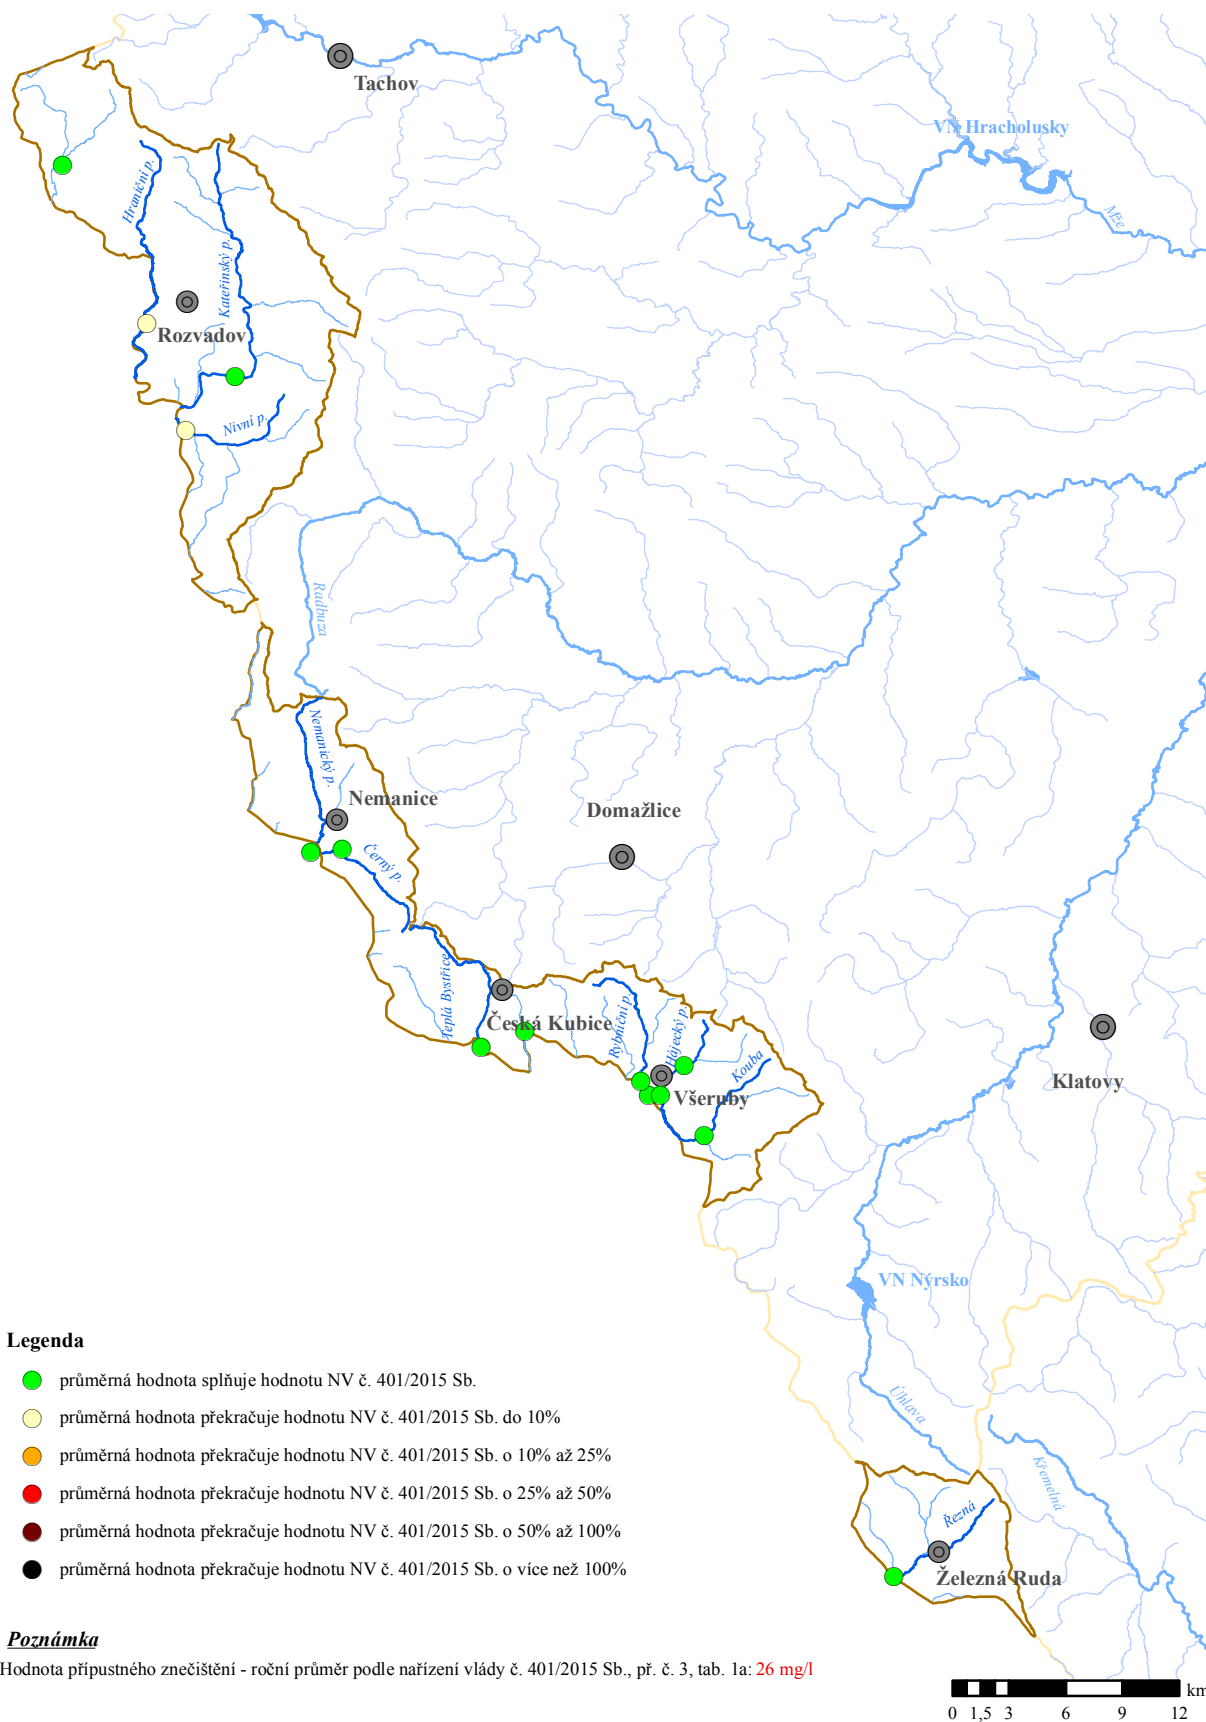 Tachov
VN Hracholusky
Mže
Hraniční p.
Kateřinský p.
Rozvadov
Nivní p.
Radbuza
Nemanický p.
Nemanice
Domažlice
Černý p.
Teplá Bystřice
Česká Kubice
Rybniční p.
Hájecký p.
Kouba
Všeruby
Klatovy
VN Nýrsko
Úhlava
Křemelná
Řezná
Železná Ruda
Legenda
průměrná hodnota splňuje hodnotu NV č. 401/2015 Sb.
průměrná hodnota překračuje hodnotu NV č. 401/2015 Sb. do 10%
průměrná hodnota překračuje hodnotu NV č. 401/2015 Sb. o 10% až 25%
průměrná hodnota překračuje hodnotu NV č. 401/2015 Sb. o 25% až 50%
průměrná hodnota překračuje hodnotu NV č. 401/2015 Sb. o 50% až 100%
průměrná hodnota překračuje hodnotu NV č. 401/2015 Sb. o více než 100%
Poznámka
Hodnota přípustného znečištění - roční průměr podle nařízení vlády č. 401/2015 Sb., př. č. 3, tab. 1a: 26 mg/l
km
0 1,5 3 6 9 12